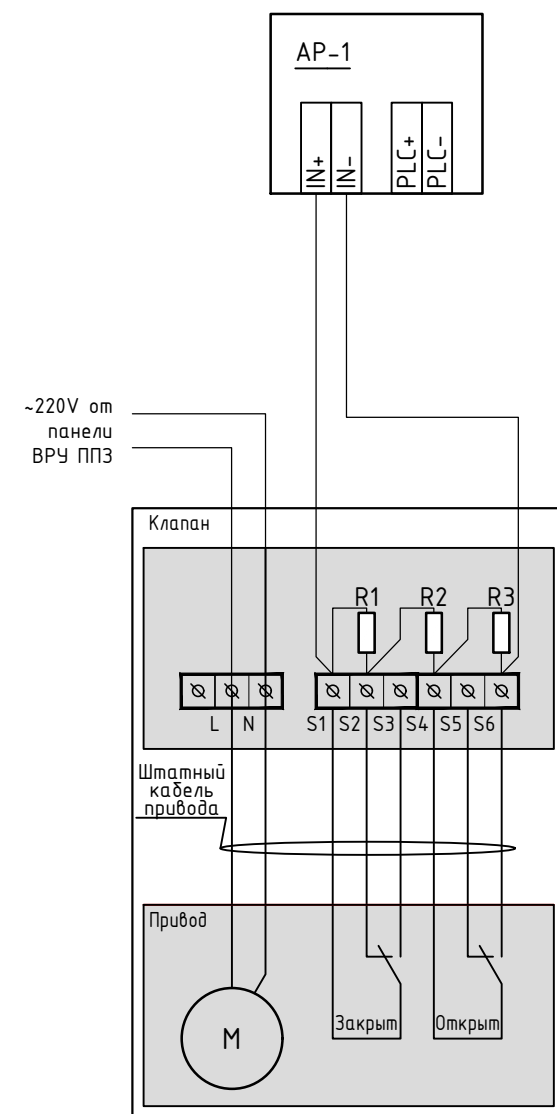 АР-1
IN+
IN-
PLC+
PLC-
~220V от
панели
ВРУ ППЗ
Клапан
R1 R2 R3
L N S1 S2 S3 S4 S5 S6
Штатный
кабель
привода
Привод
М
Закрыт
Открыт